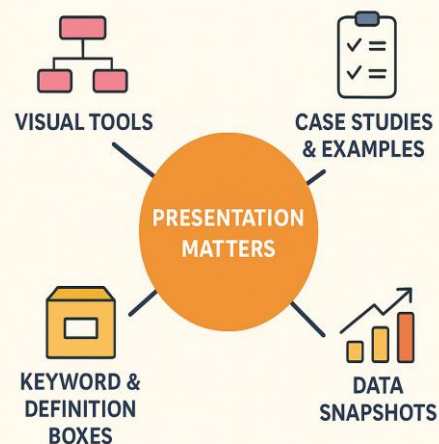 VISUAL TOOLS
CASE STUDIES
& EXAMPLES
PRESENTATION
MATTERS
KEYWORD &
DEFINITION
BOXES
DATA
SNAPSHOTS